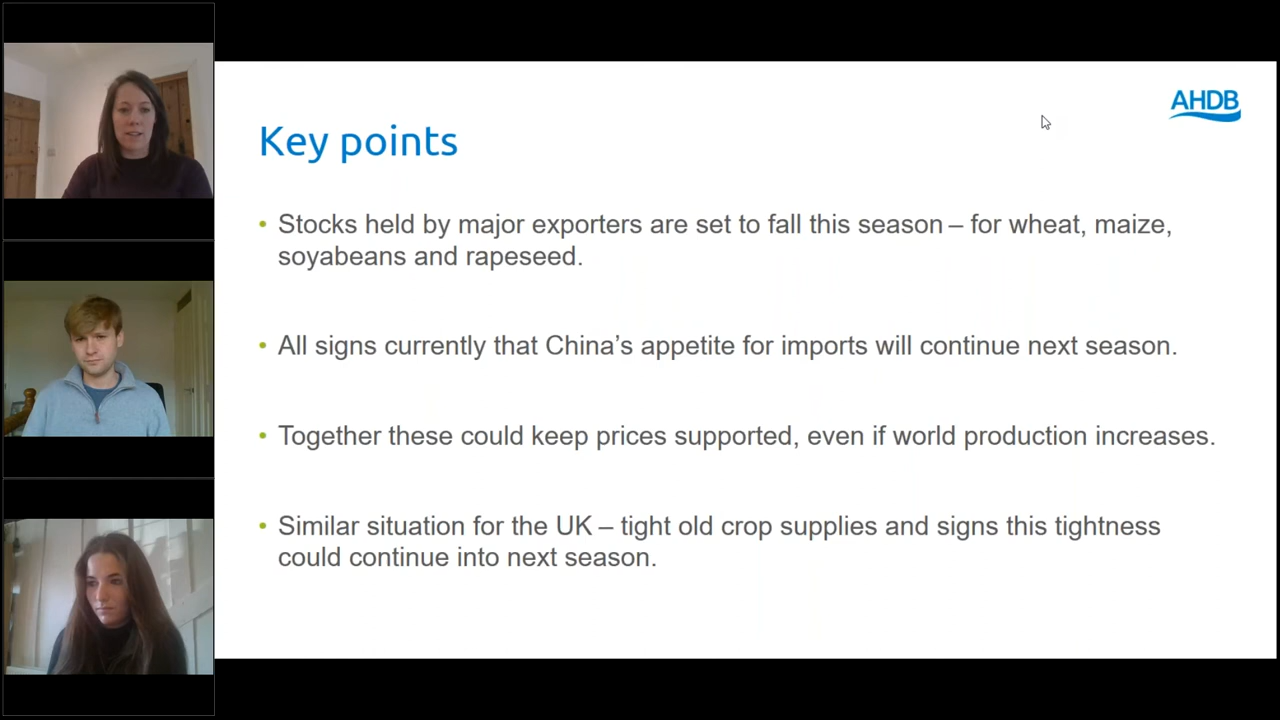 AHDB
Key points
• Stocks held by major exporters are set to fall this season – for wheat, maize,
soyabeans and rapeseed.
• All signs currently that China’s appetite for imports will continue next season.
• Together these could keep prices supported, even if world production increases.
• Similar situation for the UK – tight old crop supplies and signs this tightness
could continue into next season.